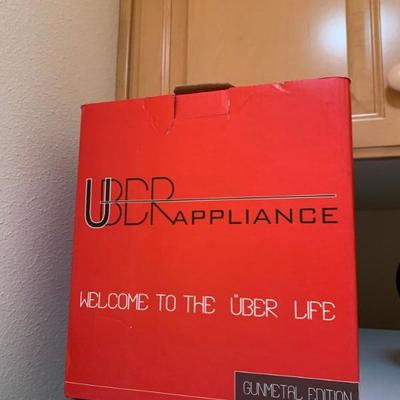 UBER APPLIANCE
WELCOME TO THE ÜBER LIFE
GUNMETAL EDITION